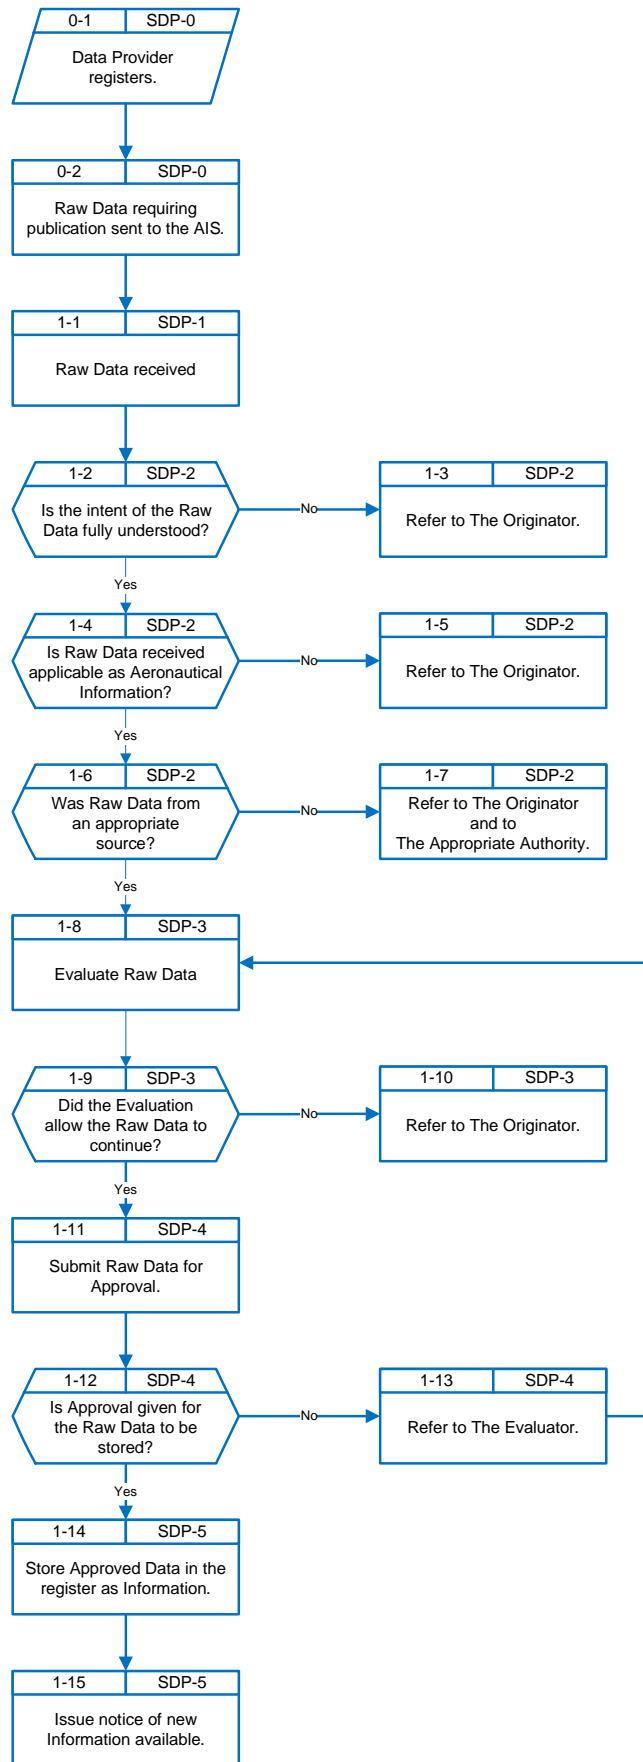 0-1 SDP-0
Data Provider
registers.
0-2 SDP-0
Raw Data requiring
publication sent to the AIS.
1-1 SDP-1
Raw Data received
1-2 SDP-2
Is the intent of the Raw
Data fully understood?
No
1-3 SDP-2
Refer to The Originator.
Yes
1-4 SDP-2
Is Raw Data received
applicable as Aeronautical
Information?
No
1-5 SDP-2
Refer to The Originator.
Yes
1-6 SDP-2
Was Raw Data from
an appropriate
source?
No
1-7 SDP-2
Refer to The Originator
and to
The Appropriate Authority.
Yes
1-8 SDP-3
Evaluate Raw Data
1-9 SDP-3
Did the Evaluation
allow the Raw Data to
continue?
No
1-10 SDP-3
Refer to The Originator.
Yes
1-11 SDP-4
Submit Raw Data for
Approval.
1-12 SDP-4
Is Approval given for
the Raw Data to be
stored?
No
1-13 SDP-4
Refer to The Evaluator.
Yes
1-14 SDP-5
Store Approved Data in the
register as Information.
1-15 SDP-5
Issue notice of new
Information available.